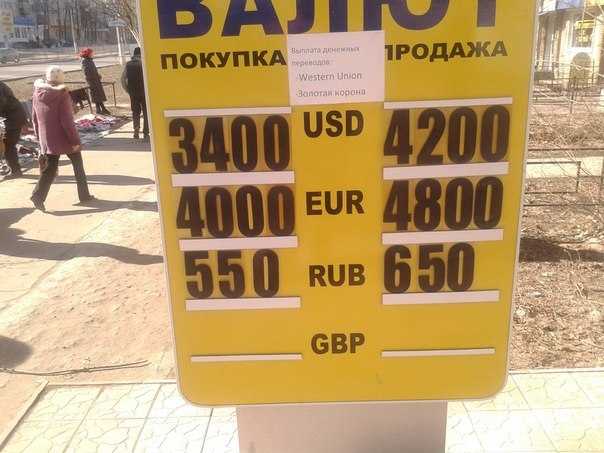 ВАЛЮТ
ПОКУПКА ПРОДАЖА
Выплата денежных
переводов:
-Western Union
-Золотая корона
3400 USD 4200
4000 EUR 4800
550 RUB 650
GBP